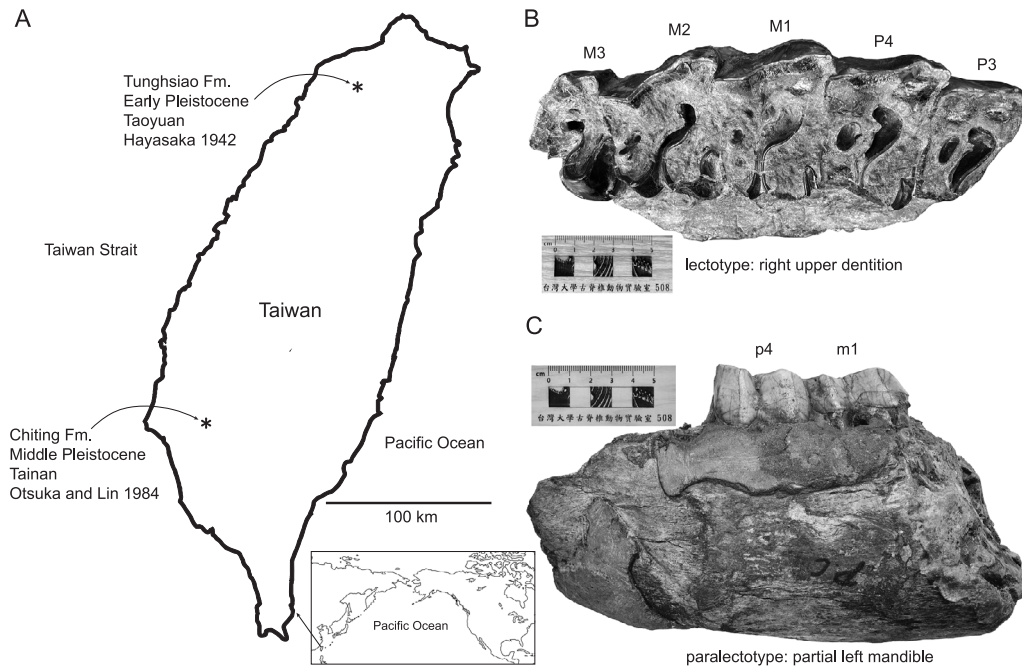 A
Tunghsiao Fm.
Early Pleistocene
Taoyuan
Hayasaka 1942
Taiwan Strait
Taiwan
Chiting Fm.
Middle Pleistocene
Tainan
Otsuka and Lin 1984
Pacific Ocean
100 km
Pacific Ocean
B
M3
M2
M1
P4
P3
cm
0 1 2 3 4 5
台灣大學古脊椎動物實驗室 508
lectotype: right upper dentition
C
p4
m1
cm
0 1 2 3 4 5
台灣大學古脊椎動物實驗室 508
PC
paralectotype: partial left mandible